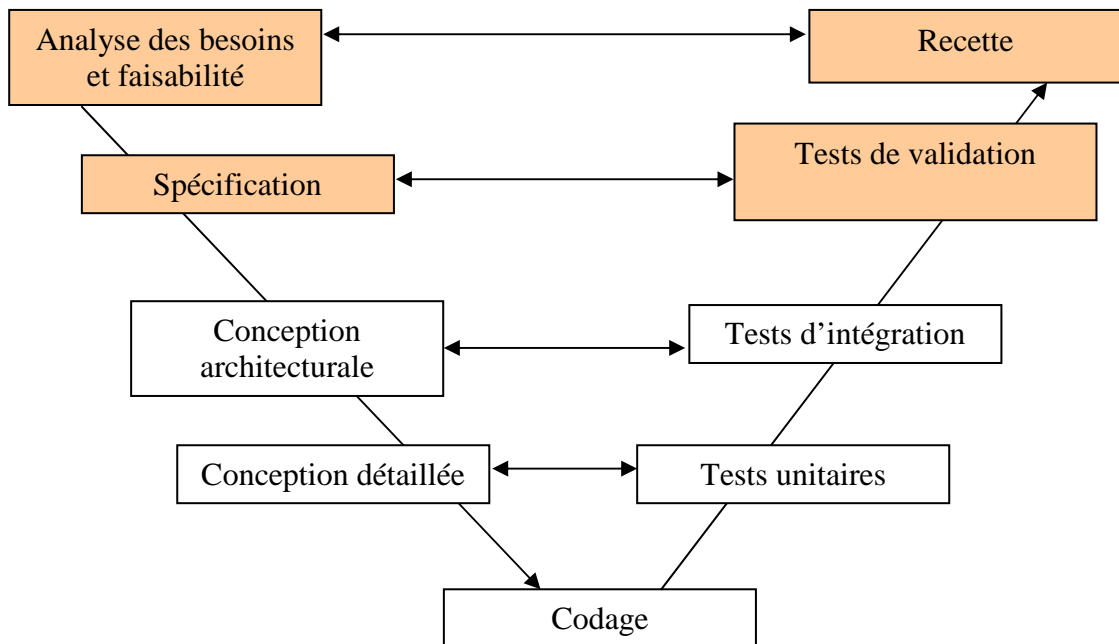 Analyse des besoins
et faisabilité
Recette
Tests de validation
Spécification
Conception
architecturale
Tests d’intégration
Conception détaillée
Tests unitaires
Codage